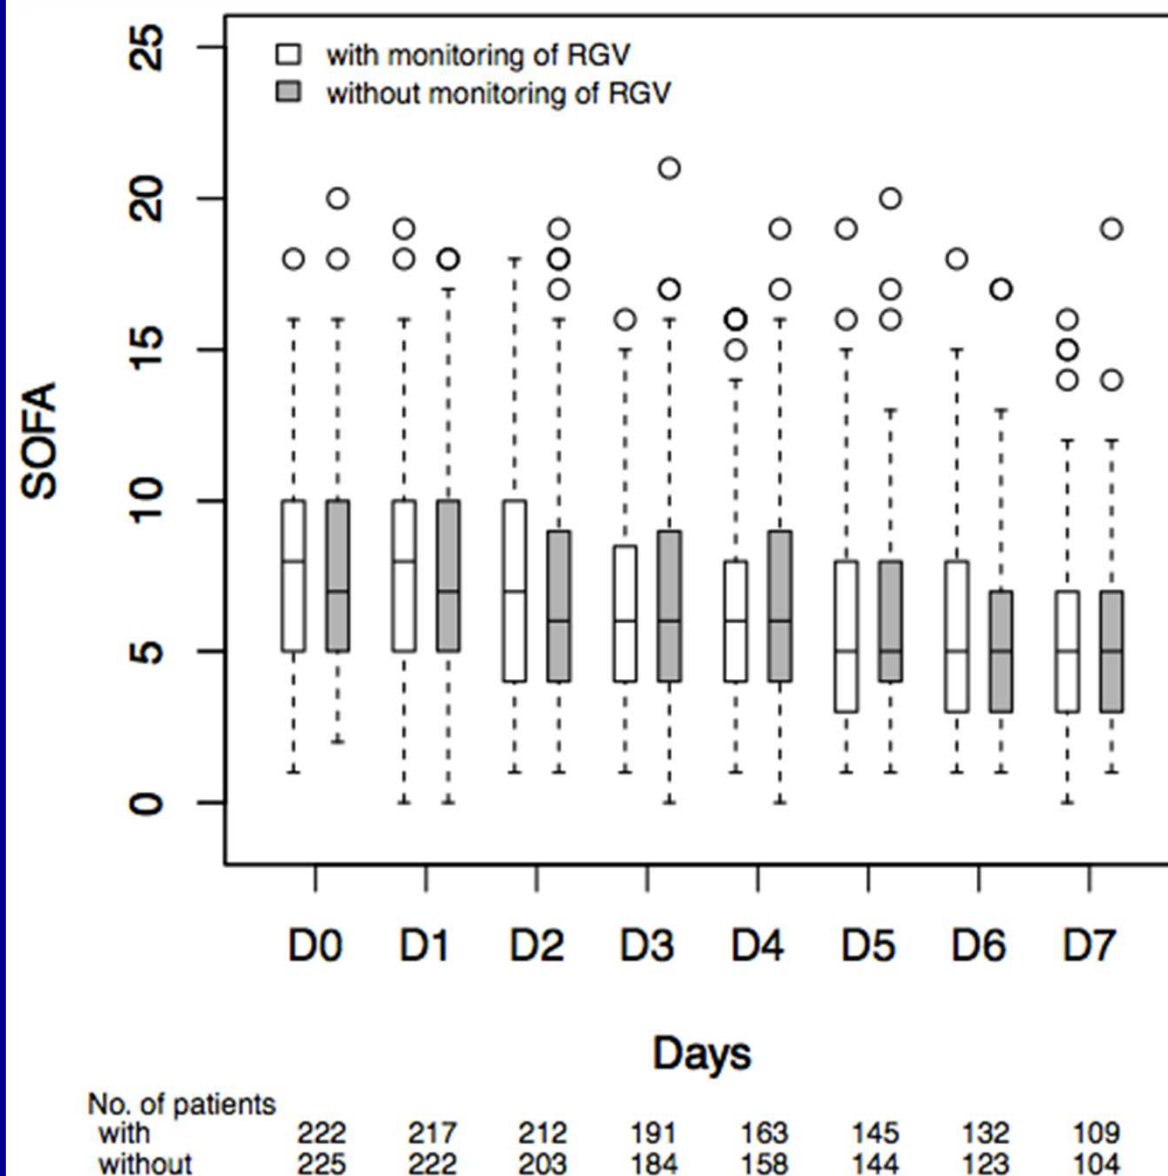 25
with monitoring of RGV
without monitoring of RGV
20
15
SOFA
10
5
0
D0 D1 D2 D3 D4 D5 D6 D7
Days
No. of patients
with 222 217 212 191 163 145 132 109
without 225 222 203 184 158 144 123 104